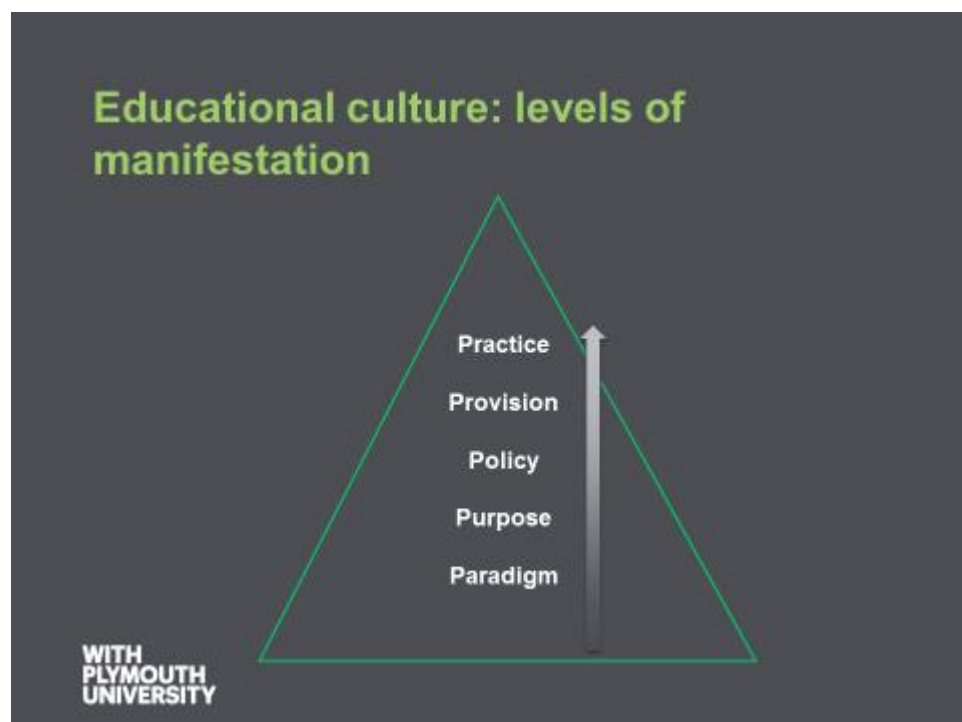 Educational culture: levels of
manifestation
Practice
Provision
Policy
Purpose
Paradigm
WITH
PLYMOUTH
UNIVERSITY